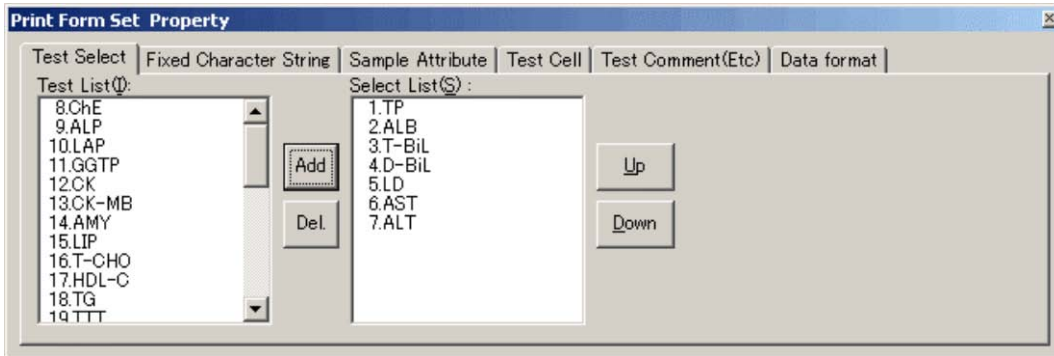 Print Form Set Property
Test Select
Fixed Character String
Sample Attribute
Test Cell
Test Comment(Etc)
Data format
Test List(I):
8.ChE
9.ALP
10.LAP
11.GGTP
12.CK
13.CK-MB
14.AMY
15.LIP
16.T-CHO
17.HDL-C
18.TG
19.TTT
Add
Del.
Select List(S) :
1.TP
2.ALB
3.T-BiL
4.D-BiL
5.LD
6.AST
7.ALT
Up
Down